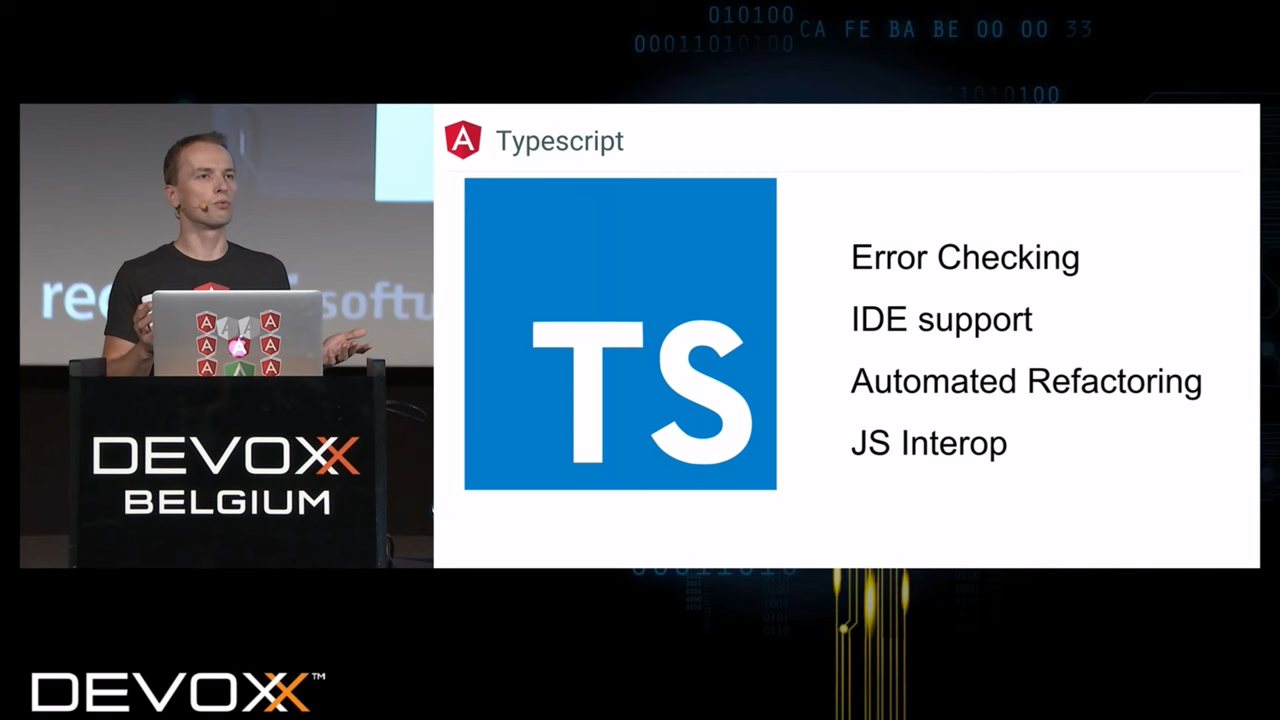 010100
CA FE BA BE 00 00 33
00011010100
Typescript
TS
Error Checking
IDE support
Automated Refactoring
JS Interop
DEVOXX
BELGIUM
DEVOXX™